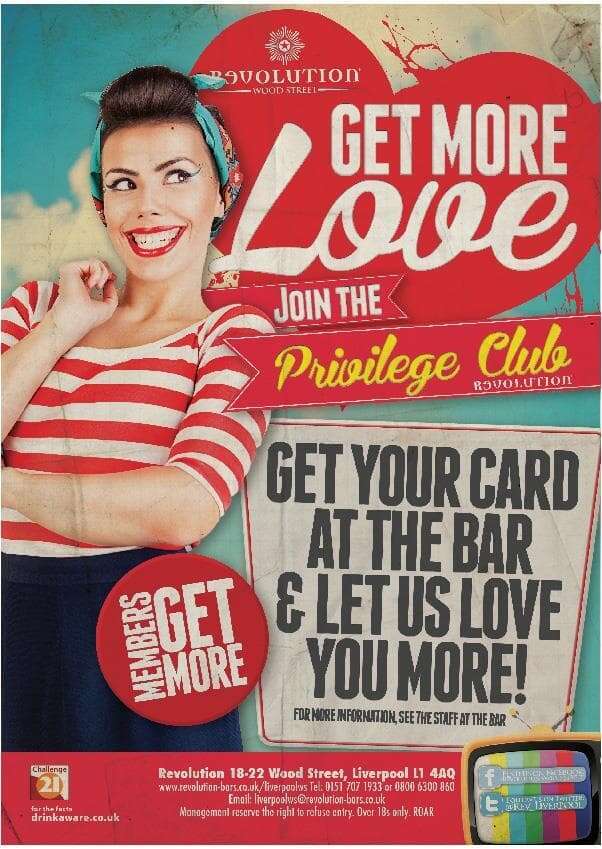 REVOLUTION
WOOD STREET
GET MORE
Love
JOIN THE
Privilege Club
REVOLUTION
GET YOUR CARD
AT THE BAR
& LET US LOVE
YOU MORE!
FOR MORE INFORMATION, SEE THE STAFF AT THE BAR
MEMBERS
GET
MORE
Challenge
21
for the facts
drinkaware.co.uk
Revolution 18-22 Wood Street, Liverpool L1 4AQ
www.revolution-bars.co.uk/liverpoolws Tel: 0151 707 1933 or 0800 6300 860
Email: liverpoolws@revolution-bars.co.uk
Management reserve the right to refuse entry. Over 18s only. ROAR
f
@REV_LIVERPOOL